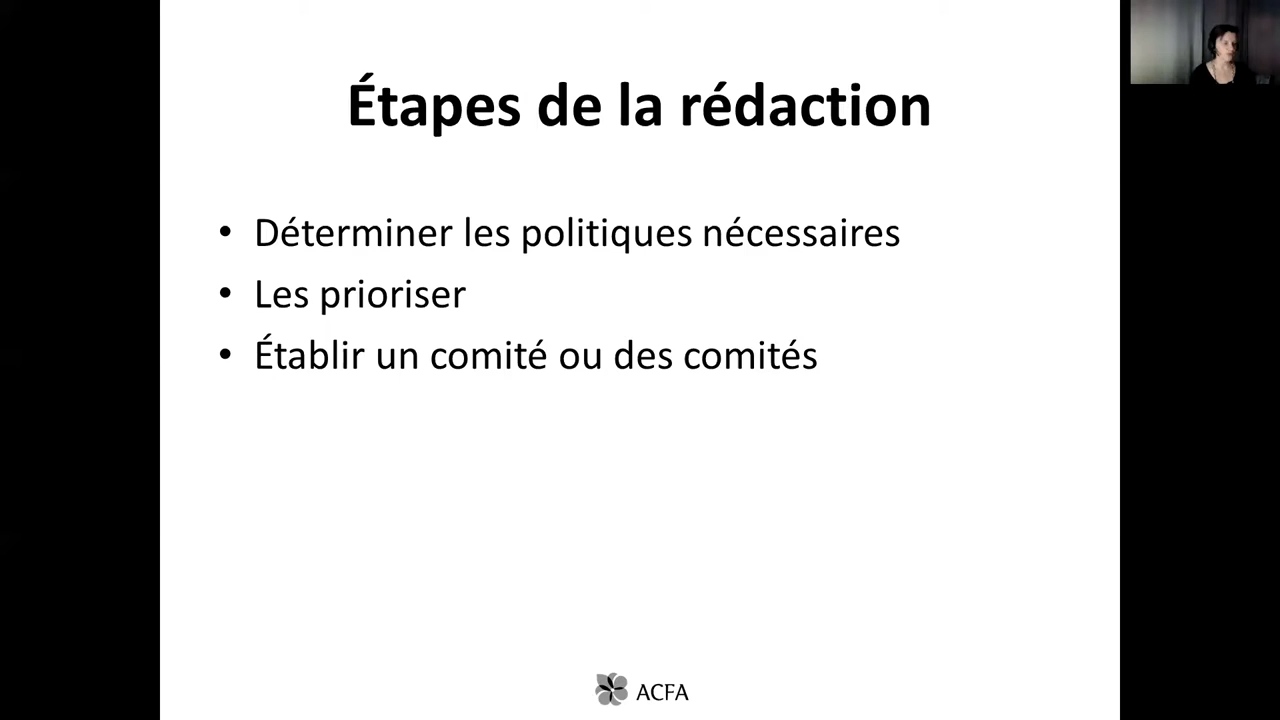 Étapes de la rédaction
• Déterminer les politiques nécessaires
• Les prioriser
• Établir un comité ou des comités
ACFA